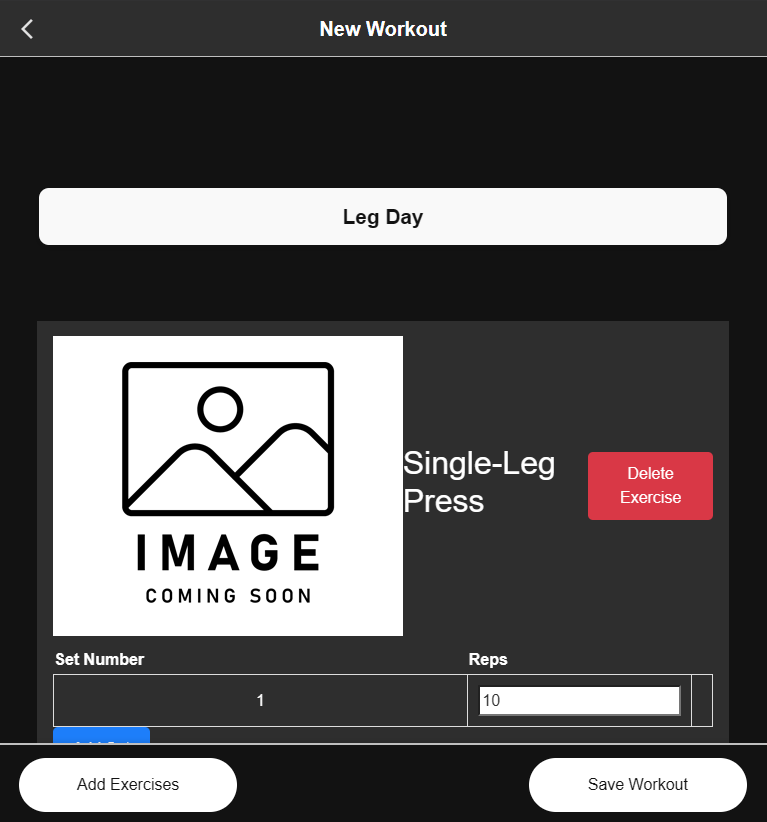 New Workout
Leg Day
IMAGE
COMING SOON
Single-Leg
Press
Delete
Exercise
Set Number Reps
1 10
Add Exercises Save Workout